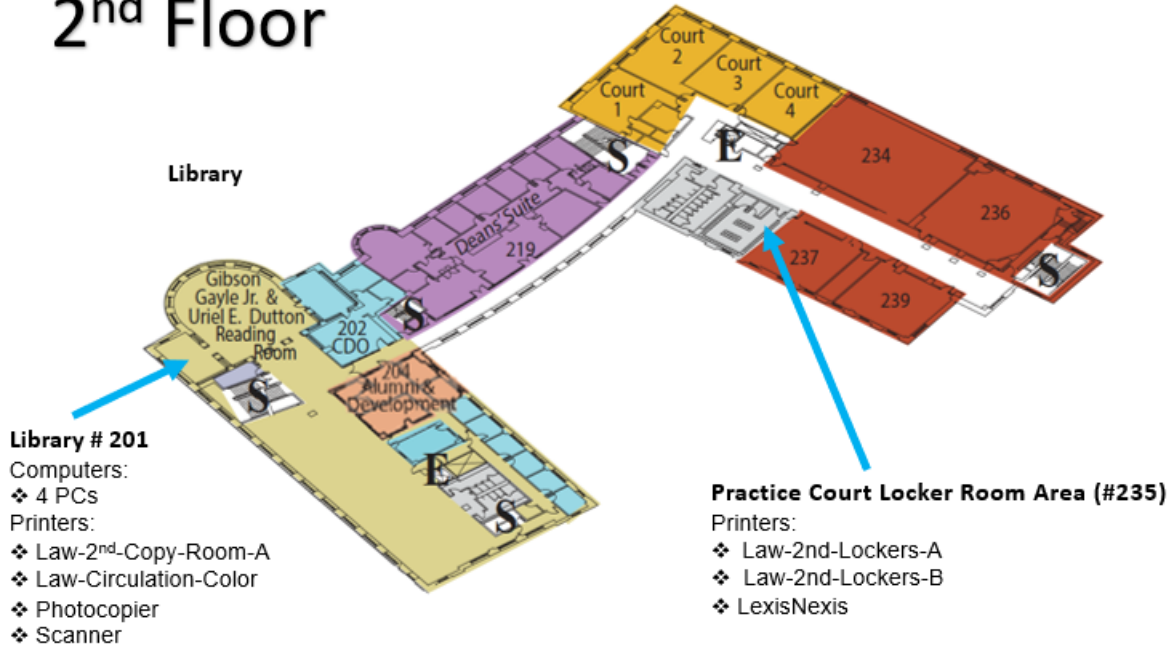 2nd Floor
Court
2
Court
3
Court
1
Court
4
S
E
234
Library
Deans' Suite
236
219
237
S
Gibson
Gayle Jr. &
Uriel E. Dutton
Reading
Room
239
S
202
CDO
204
Alumni &
Development
S
E
S
Library # 201
Computers:
❖ 4 PCs
Printers:
❖ Law-2nd-Copy-Room-A
❖ Law-Circulation-Color
❖ Photocopier
❖ Scanner
Practice Court Locker Room Area (#235)
Printers:
❖ Law-2nd-Lockers-A
❖ Law-2nd-Lockers-B
❖ LexisNexis